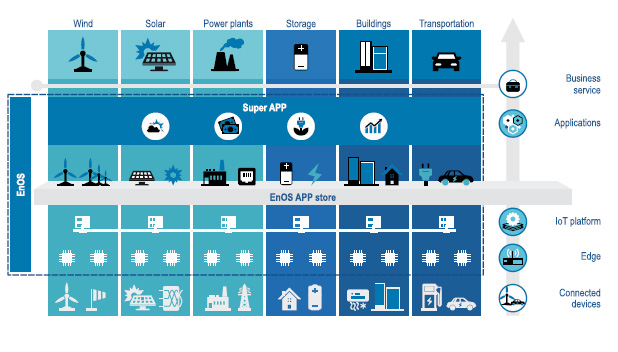 Wind
Solar
Power plants
Storage
Buildings
Transportation
Business
service
Super APP
Applications
EnOS
EnOS APP store
IoT platform
Edge
Connected
devices